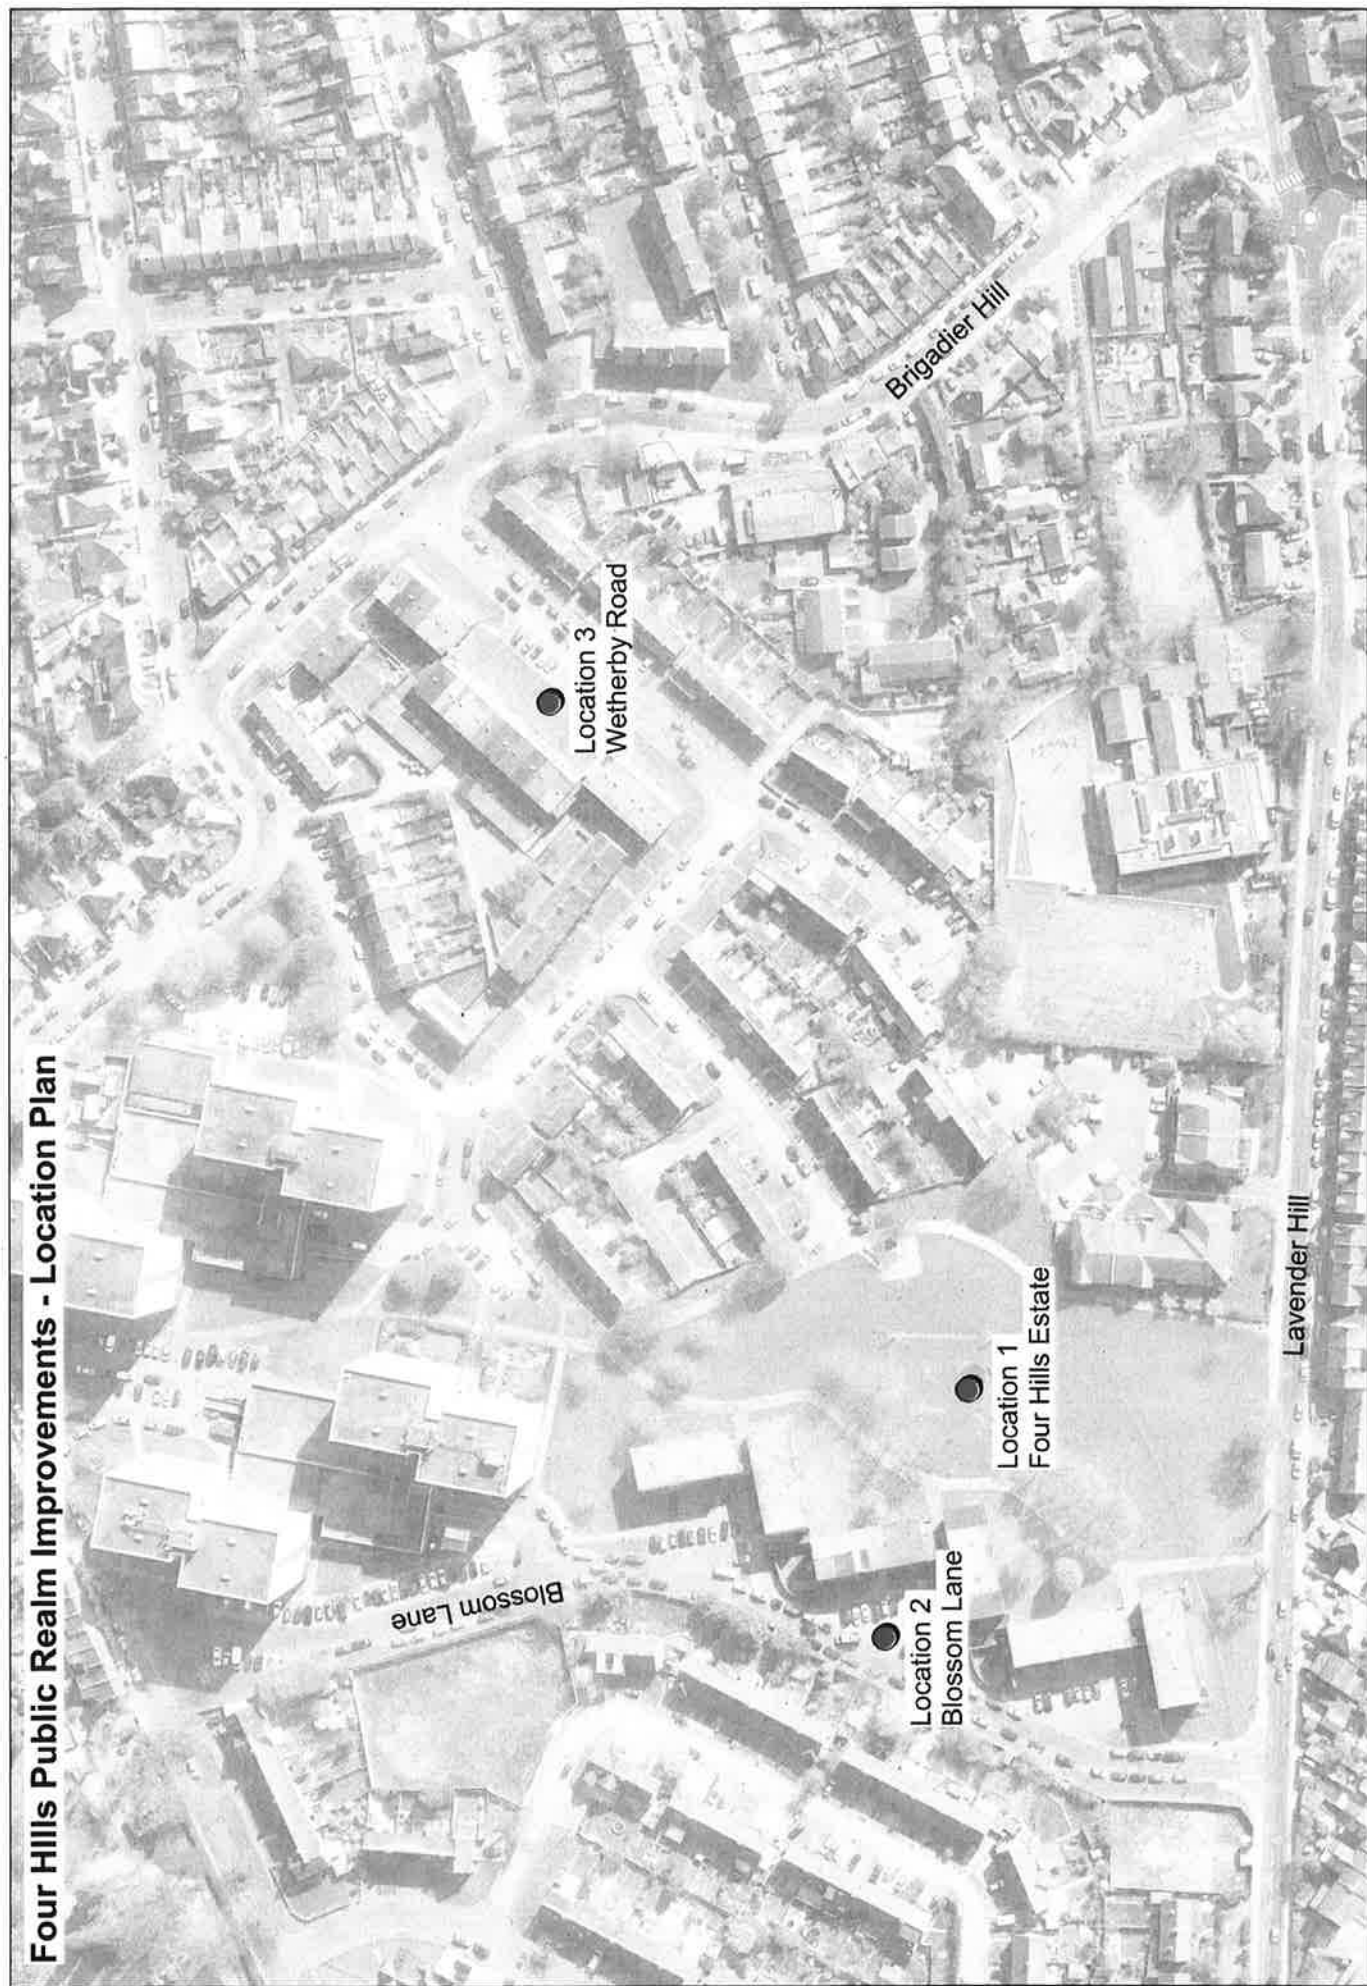 Four Hills Public Realm Improvements - Location Plan
Blossom Lane
Location 2
Blossom Lane
Location 1
Four Hills Estate
Location 3
Wetherby Road
Brigadier Hill
Lavender Hill